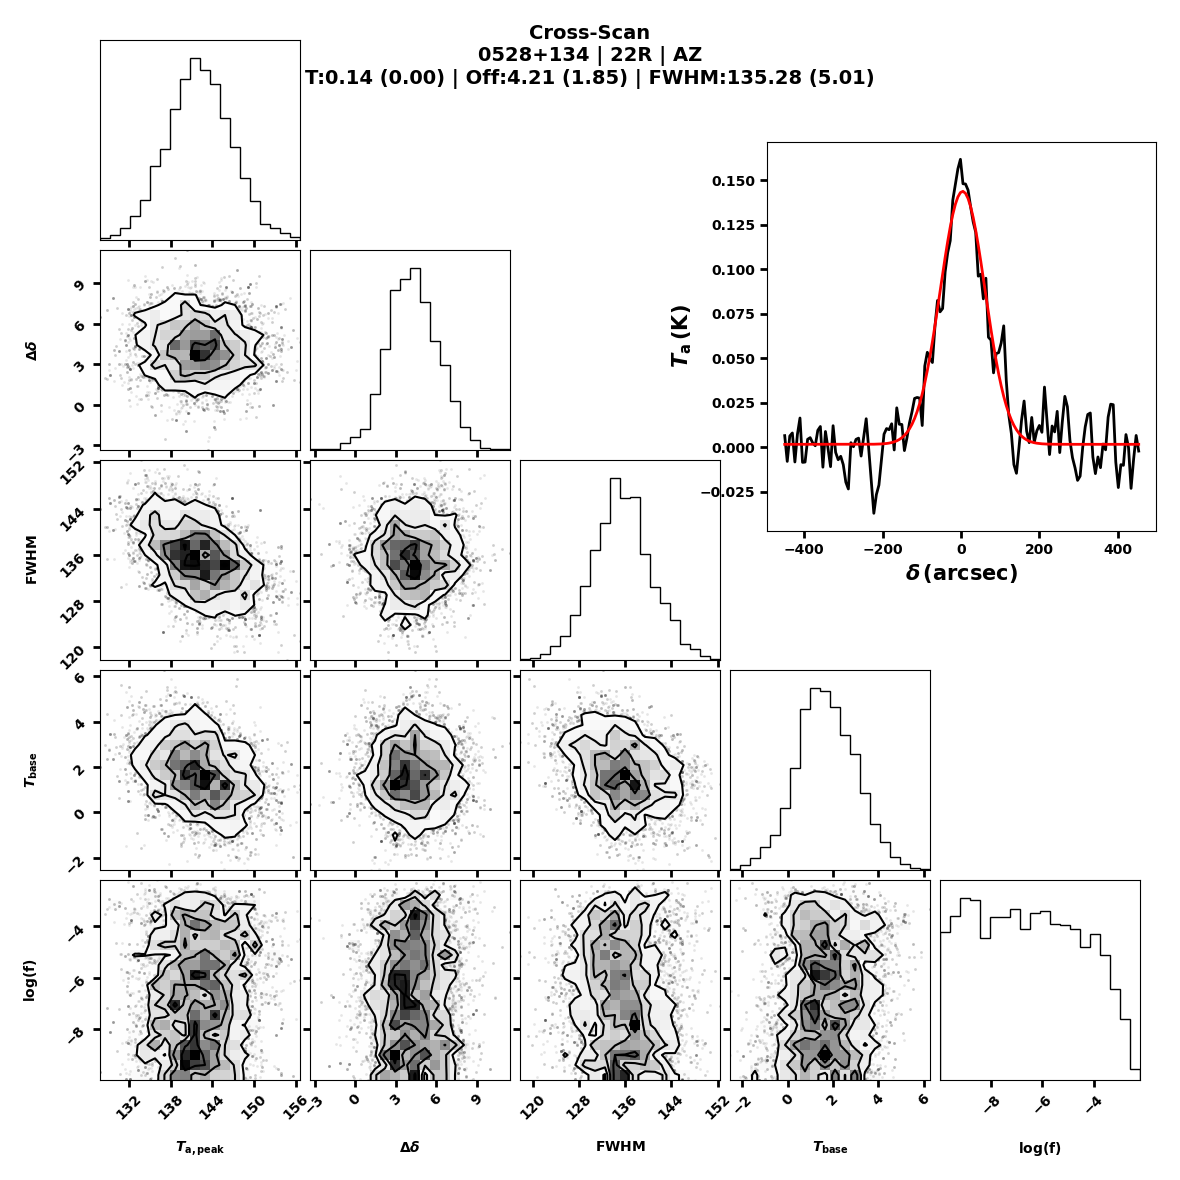 Cross-Scan
0528+134 | 22R | AZ
T:0.14 (0.00) | Off:4.21 (1.85) | FWHM:135.28 (5.01)
0.150
0.125
0.100
0.075
0.050
0.025
0.000
−0.025
Ta (K)
−400 −200 0 200 400
δ (arcsec)
9
6
3
0
−3
Δδ
152
144
136
128
120
FWHM
6
4
2
0
−2
Tbase
−4
−6
−8
log(f)
132 138 144 150 156 −3 0 3 6 9 120 128 136 144 152 −2 0 2 4 6 −8 −6 −4
Ta,peak Δδ FWHM Tbase log(f)